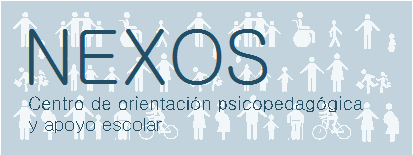 NEXOS
Centro de orientación psicopedagógica
y apoyo escolar